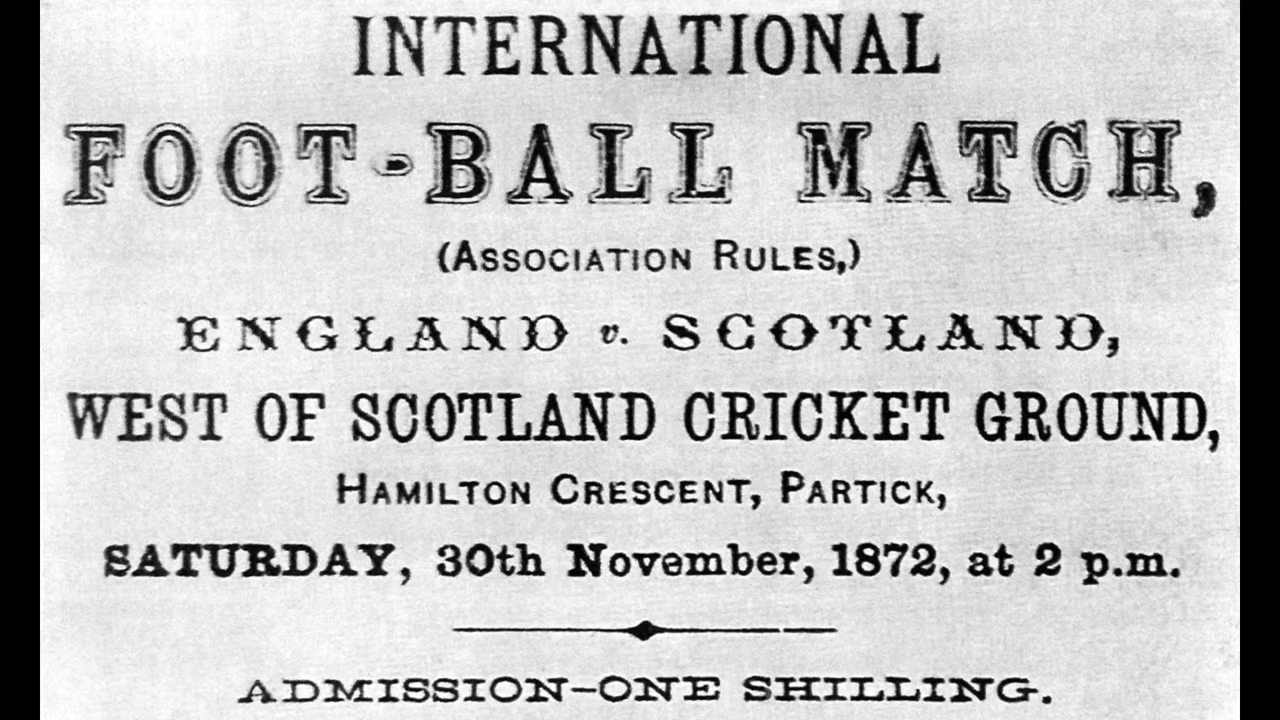 INTERNATIONAL
FOOT-BALL MATCH,
(ASSOCIATION RULES,)
ENGLAND v. SCOTLAND,
WEST OF SCOTLAND CRICKET GROUND,
HAMILTON CRESCENT, PARTICK,
SATURDAY, 30th November, 1872, at 2 p.m.
ADMISSION–ONE SHILLING.